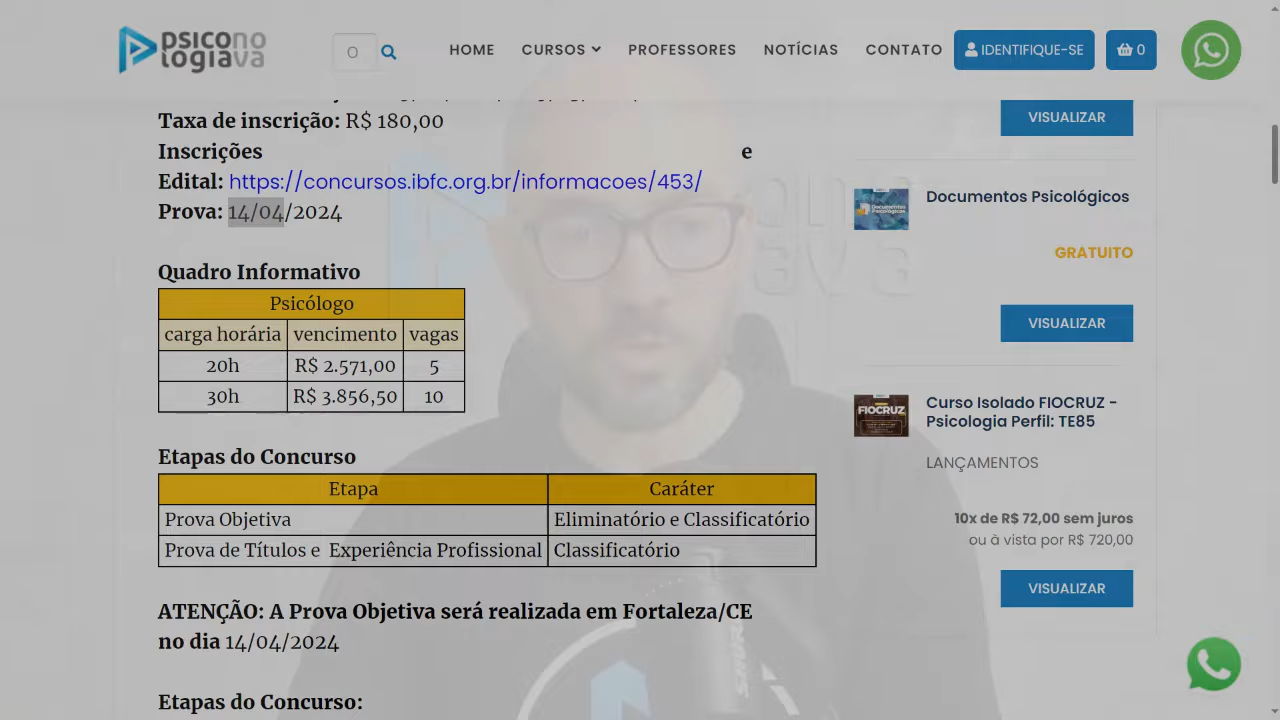 psicono
logiava
HOME
CURSOS
PROFESSORES
NOTÍCIAS
CONTATO
IDENTIFIQUE-SE
0
Taxa de inscrição: R$ 180,00
Inscrições e
Edital: https://concursos.ibfc.org.br/informacoes/453/
Prova: 14/04/2024
Quadro Informativo
Psicólogo
carga horária vencimento vagas
20h R$ 2.571,00 5
30h R$ 3.856,50 10
Etapas do Concurso
Etapa Caráter
Prova Objetiva Eliminatório e Classificatório
Prova de Títulos e Experiência Profissional Classificatório
ATENÇÃO: A Prova Objetiva será realizada em Fortaleza/CE
no dia 14/04/2024
Etapas do Concurso:
VISUALIZAR
Documentos Psicológicos
GRATUITO
VISUALIZAR
Curso Isolado FIOCRUZ -
Psicologia Perfil: TE85
LANÇAMENTOS
10x de R$ 72,00 sem juros
ou à vista por R$ 720,00
VISUALIZAR